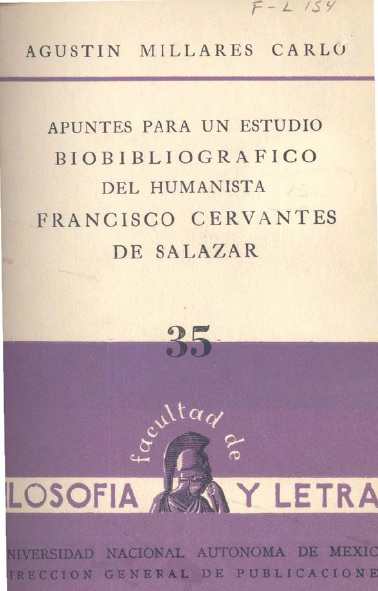 F-L 154
AGUSTIN MILLARES CARLO
APUNTES PARA UN ESTUDIO
BIOBIBLIOGRAFICO
DEL HUMANISTA
FRANCISCO CERVANTES
DE SALAZAR
35
facultad de
ILOSOFIA Y LETRA
NIVERSIDAD NACIONAL AUTONOMA DE MEXIC
IRECCION GENERAL DE PUBLICACIONE